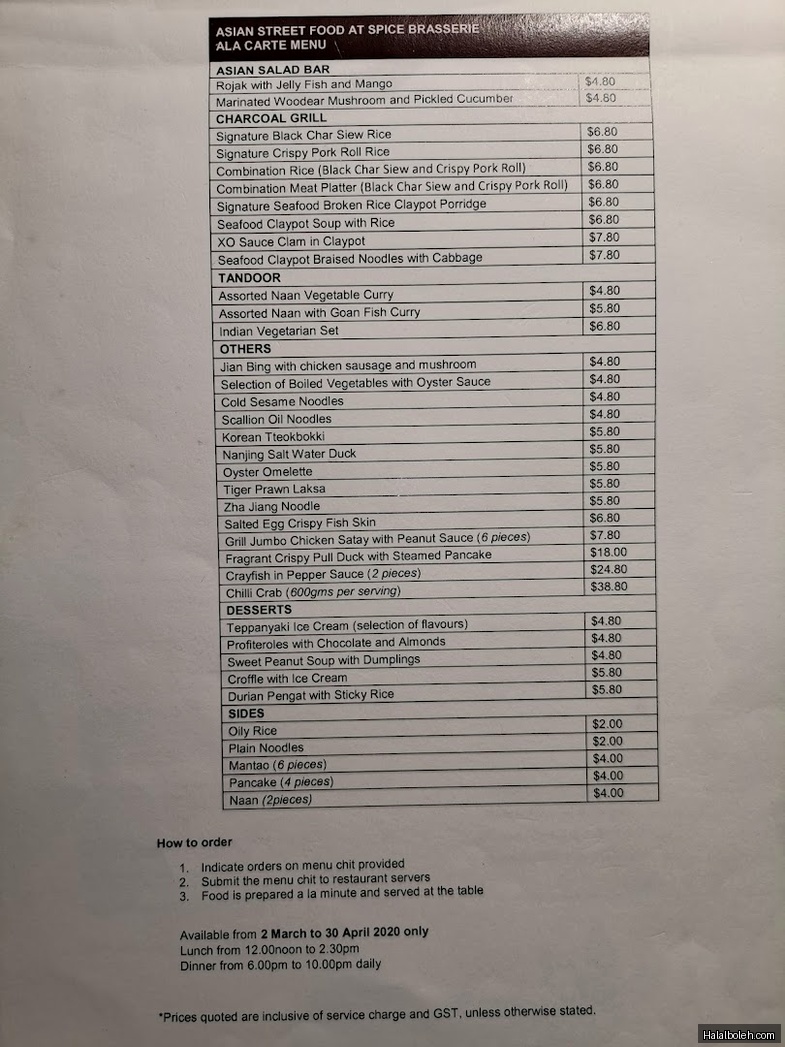 ASIAN STREET FOOD AT SPICE BRASSERIE
ALA CARTE MENU
ASIAN SALAD BAR
Rojak with Jelly Fish and Mango $4.80
Marinated Woodear Mushroom and Pickled Cucumber $4.80
CHARCOAL GRILL
Signature Black Char Siew Rice $6.80
Signature Crispy Pork Roll Rice $6.80
Combination Rice (Black Char Siew and Crispy Pork Roll) $6.80
Combination Meat Platter (Black Char Siew and Crispy Pork Roll) $6.80
Signature Seafood Broken Rice Claypot Porridge $6.80
Seafood Claypot Soup with Rice $6.80
XO Sauce Clam in Claypot $7.80
Seafood Claypot Braised Noodles with Cabbage $7.80
TANDOOR
Assorted Naan Vegetable Curry $4.80
Assorted Naan with Goan Fish Curry $5.80
Indian Vegetarian Set $6.80
OTHERS
Jian Bing with chicken sausage and mushroom $4.80
Selection of Boiled Vegetables with Oyster Sauce $4.80
Cold Sesame Noodles $4.80
Scallion Oil Noodles $4.80
Korean Tteokbokki $5.80
Nanjing Salt Water Duck $5.80
Oyster Omelette $5.80
Tiger Prawn Laksa $5.80
Zha Jiang Noodle $5.80
Salted Egg Crispy Fish Skin $6.80
Grill Jumbo Chicken Satay with Peanut Sauce (6 pieces) $7.80
Fragrant Crispy Pull Duck with Steamed Pancake $18.00
Crayfish in Pepper Sauce (2 pieces) $24.80
Chilli Crab (600gms per serving) $38.80
DESSERTS
Teppanyaki Ice Cream (selection of flavours) $4.80
Profiteroles with Chocolate and Almonds $4.80
Sweet Peanut Soup with Dumplings $4.80
Croffle with Ice Cream $5.80
Durian Pengat with Sticky Rice $5.80
SIDES
Oily Rice $2.00
Plain Noodles $2.00
Mantao (6 pieces) $4.00
Pancake (4 pieces) $4.00
Naan (2pieces) $4.00
How to order
1. Indicate orders on menu chit provided
2. Submit the menu chit to restaurant servers
3. Food is prepared a la minute and served at the table
Available from 2 March to 30 April 2020 only
Lunch from 12.00noon to 2.30pm
Dinner from 6.00pm to 10.00pm daily
*Prices quoted are inclusive of service charge and GST, unless otherwise stated.
Halalboleh.com